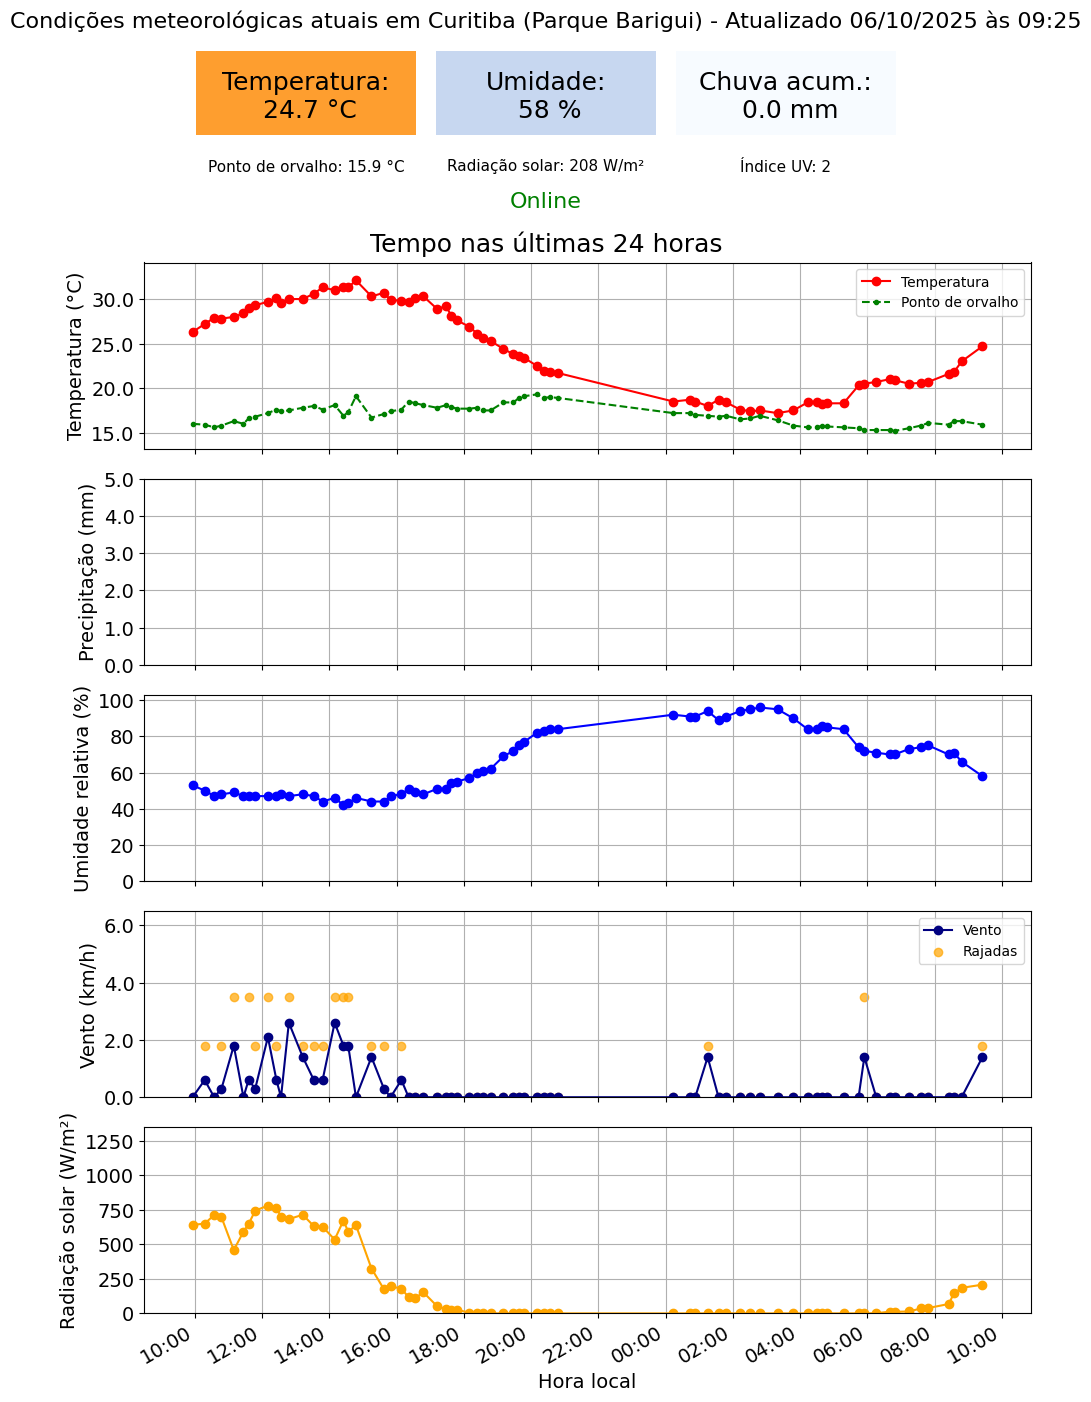 Condições meteorológicas atuais em Curitiba (Parque Barigui) - Atualizado 06/10/2025 às 09:25
Temperatura:
24.7 °C
Umidade:
58 %
Chuva acum.:
0.0 mm
Ponto de orvalho: 15.9 °C
Radiação solar: 208 W/m²
Índice UV: 2
Online
Tempo nas últimas 24 horas
Temperatura (°C)
30.0
25.0
20.0
15.0
Temperatura
Ponto de orvalho
Precipitação (mm)
5.0
4.0
3.0
2.0
1.0
0.0
Umidade relativa (%)
100
80
60
40
20
0
Vento (km/h)
6.0
4.0
2.0
0.0
Vento
Rajadas
Radiação solar (W/m²)
1250
1000
750
500
250
0
10:00
12:00
14:00
16:00
18:00
20:00
22:00
00:00
02:00
04:00
06:00
08:00
10:00
Hora local